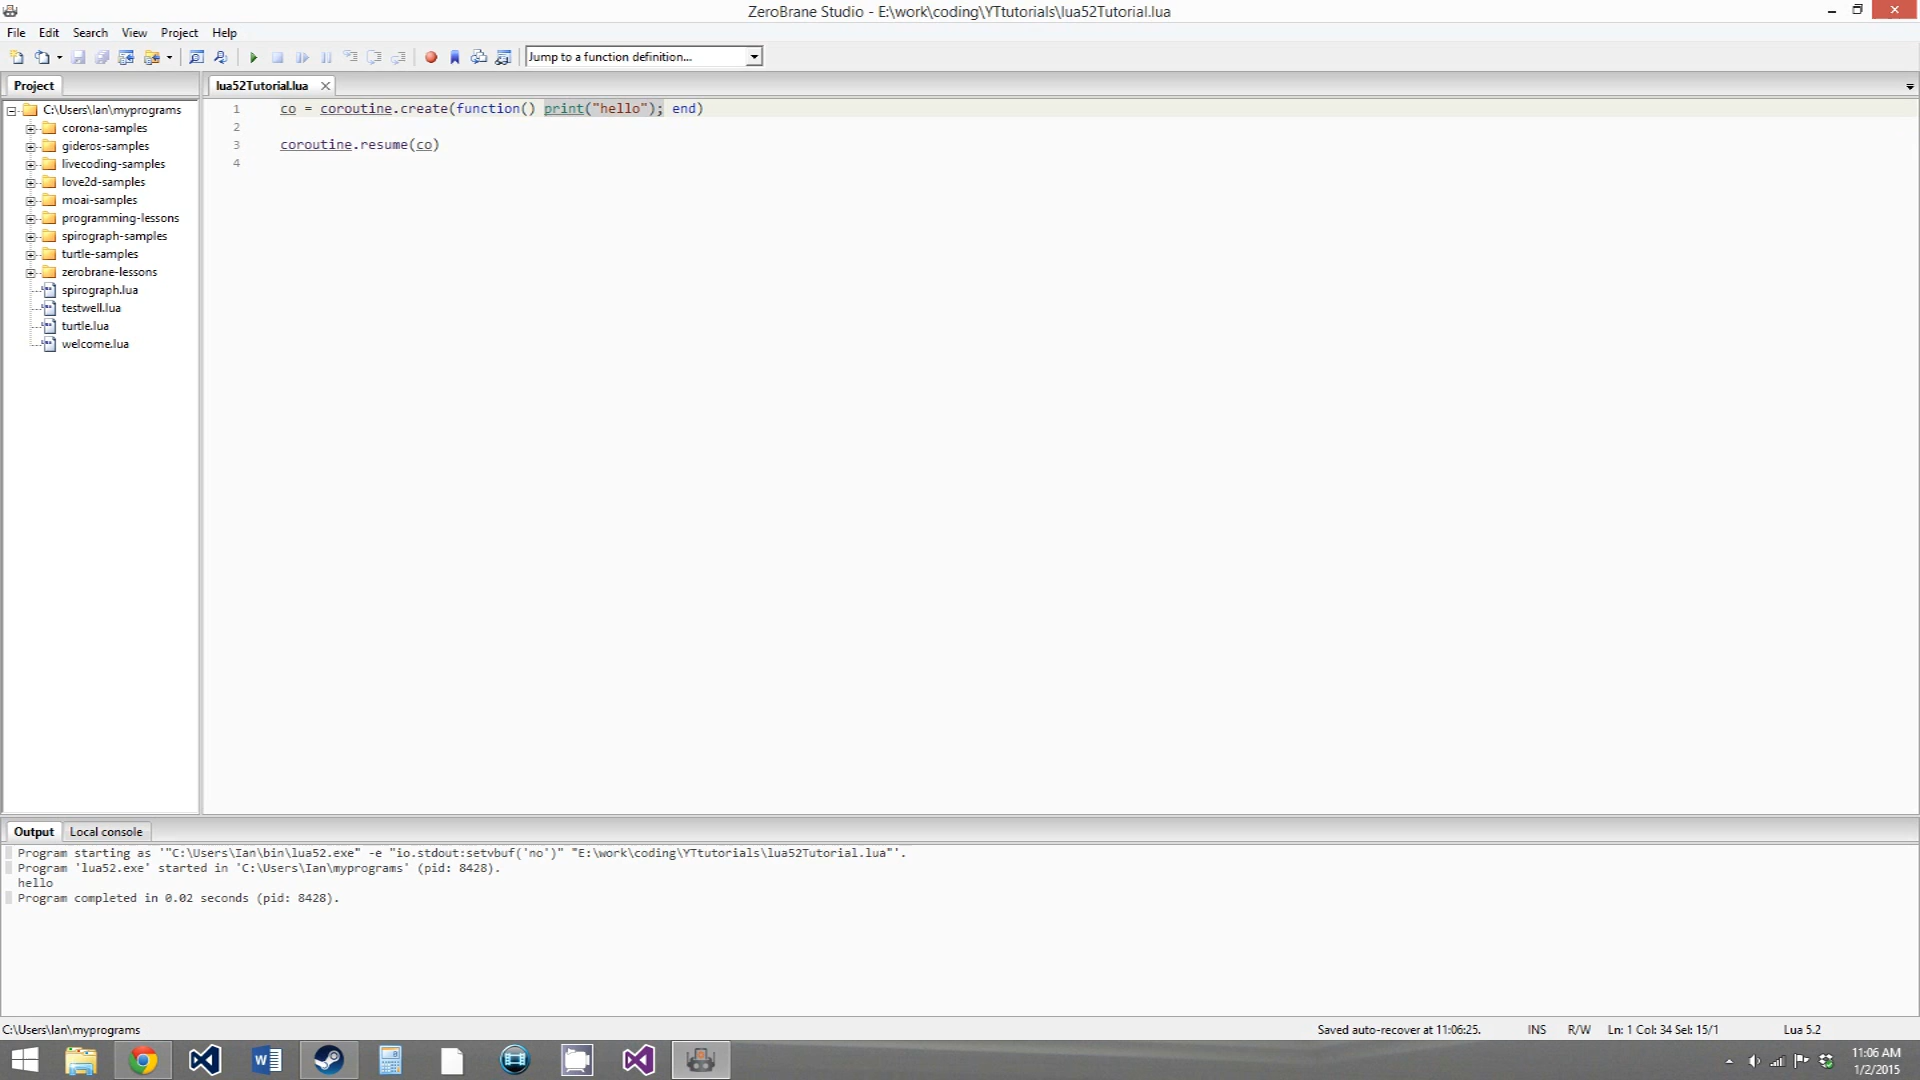 ZeroBrane Studio - E:\work\coding\YTtutorials\lua52Tutorial.lua
File Edit Search View Project Help
Jump to a function definition...
Project
lua52Tutorial.lua
C:\Users\Ian\myprograms
corona-samples
gideros-samples
livecoding-samples
love2d-samples
moai-samples
programming-lessons
spirograph-samples
turtle-samples
zerobrane-lessons
spirograph.lua
testwell.lua
turtle.lua
welcome.lua
1 co = coroutine.create(function() print("hello"); end)
2
3 coroutine.resume(co)
4
Output Local console
Program starting as '"C:\Users\Ian\bin\lua52.exe" -e "io.stdout:setvbuf('no')" "E:\work\coding\YTtutorials\lua52Tutorial.lua"'.
Program 'lua52.exe' started in 'C:\Users\Ian\myprograms' (pid: 8428).
hello
Program completed in 0.02 seconds (pid: 8428).
C:\Users\Ian\myprograms Saved auto-recover at 11:06:25. INS R/W Ln: 1 Col: 34 Sel: 15/1 Lua 5.2
11:06 AM
1/2/2015